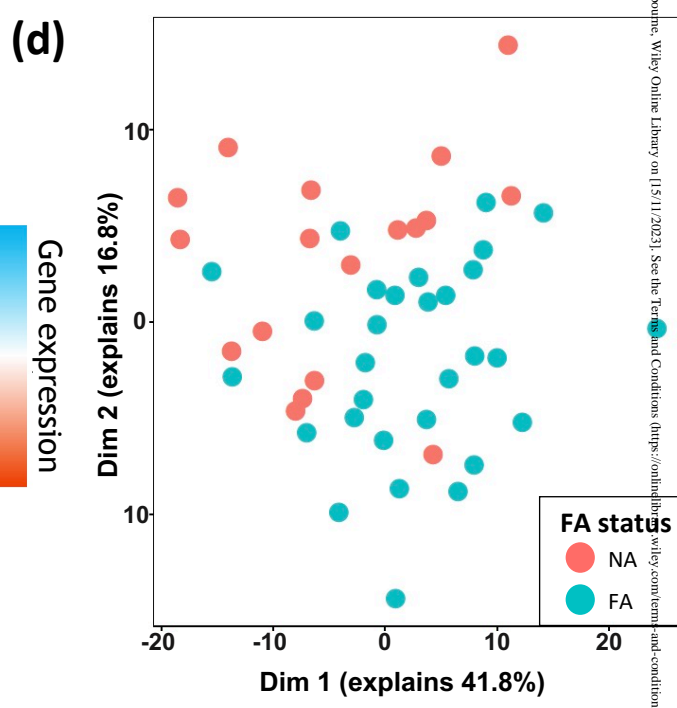 (d)
Gene expression
Dim 2 (explains 16.8%)
10
0
10
-20
-10
0
10
20
Dim 1 (explains 41.8%)
FA status
NA
FA
ourne, Wiley Online Library on [15/11/2023]. See the Terms and Conditions (https://onlinelibrary.wiley.com/terms-and-condition